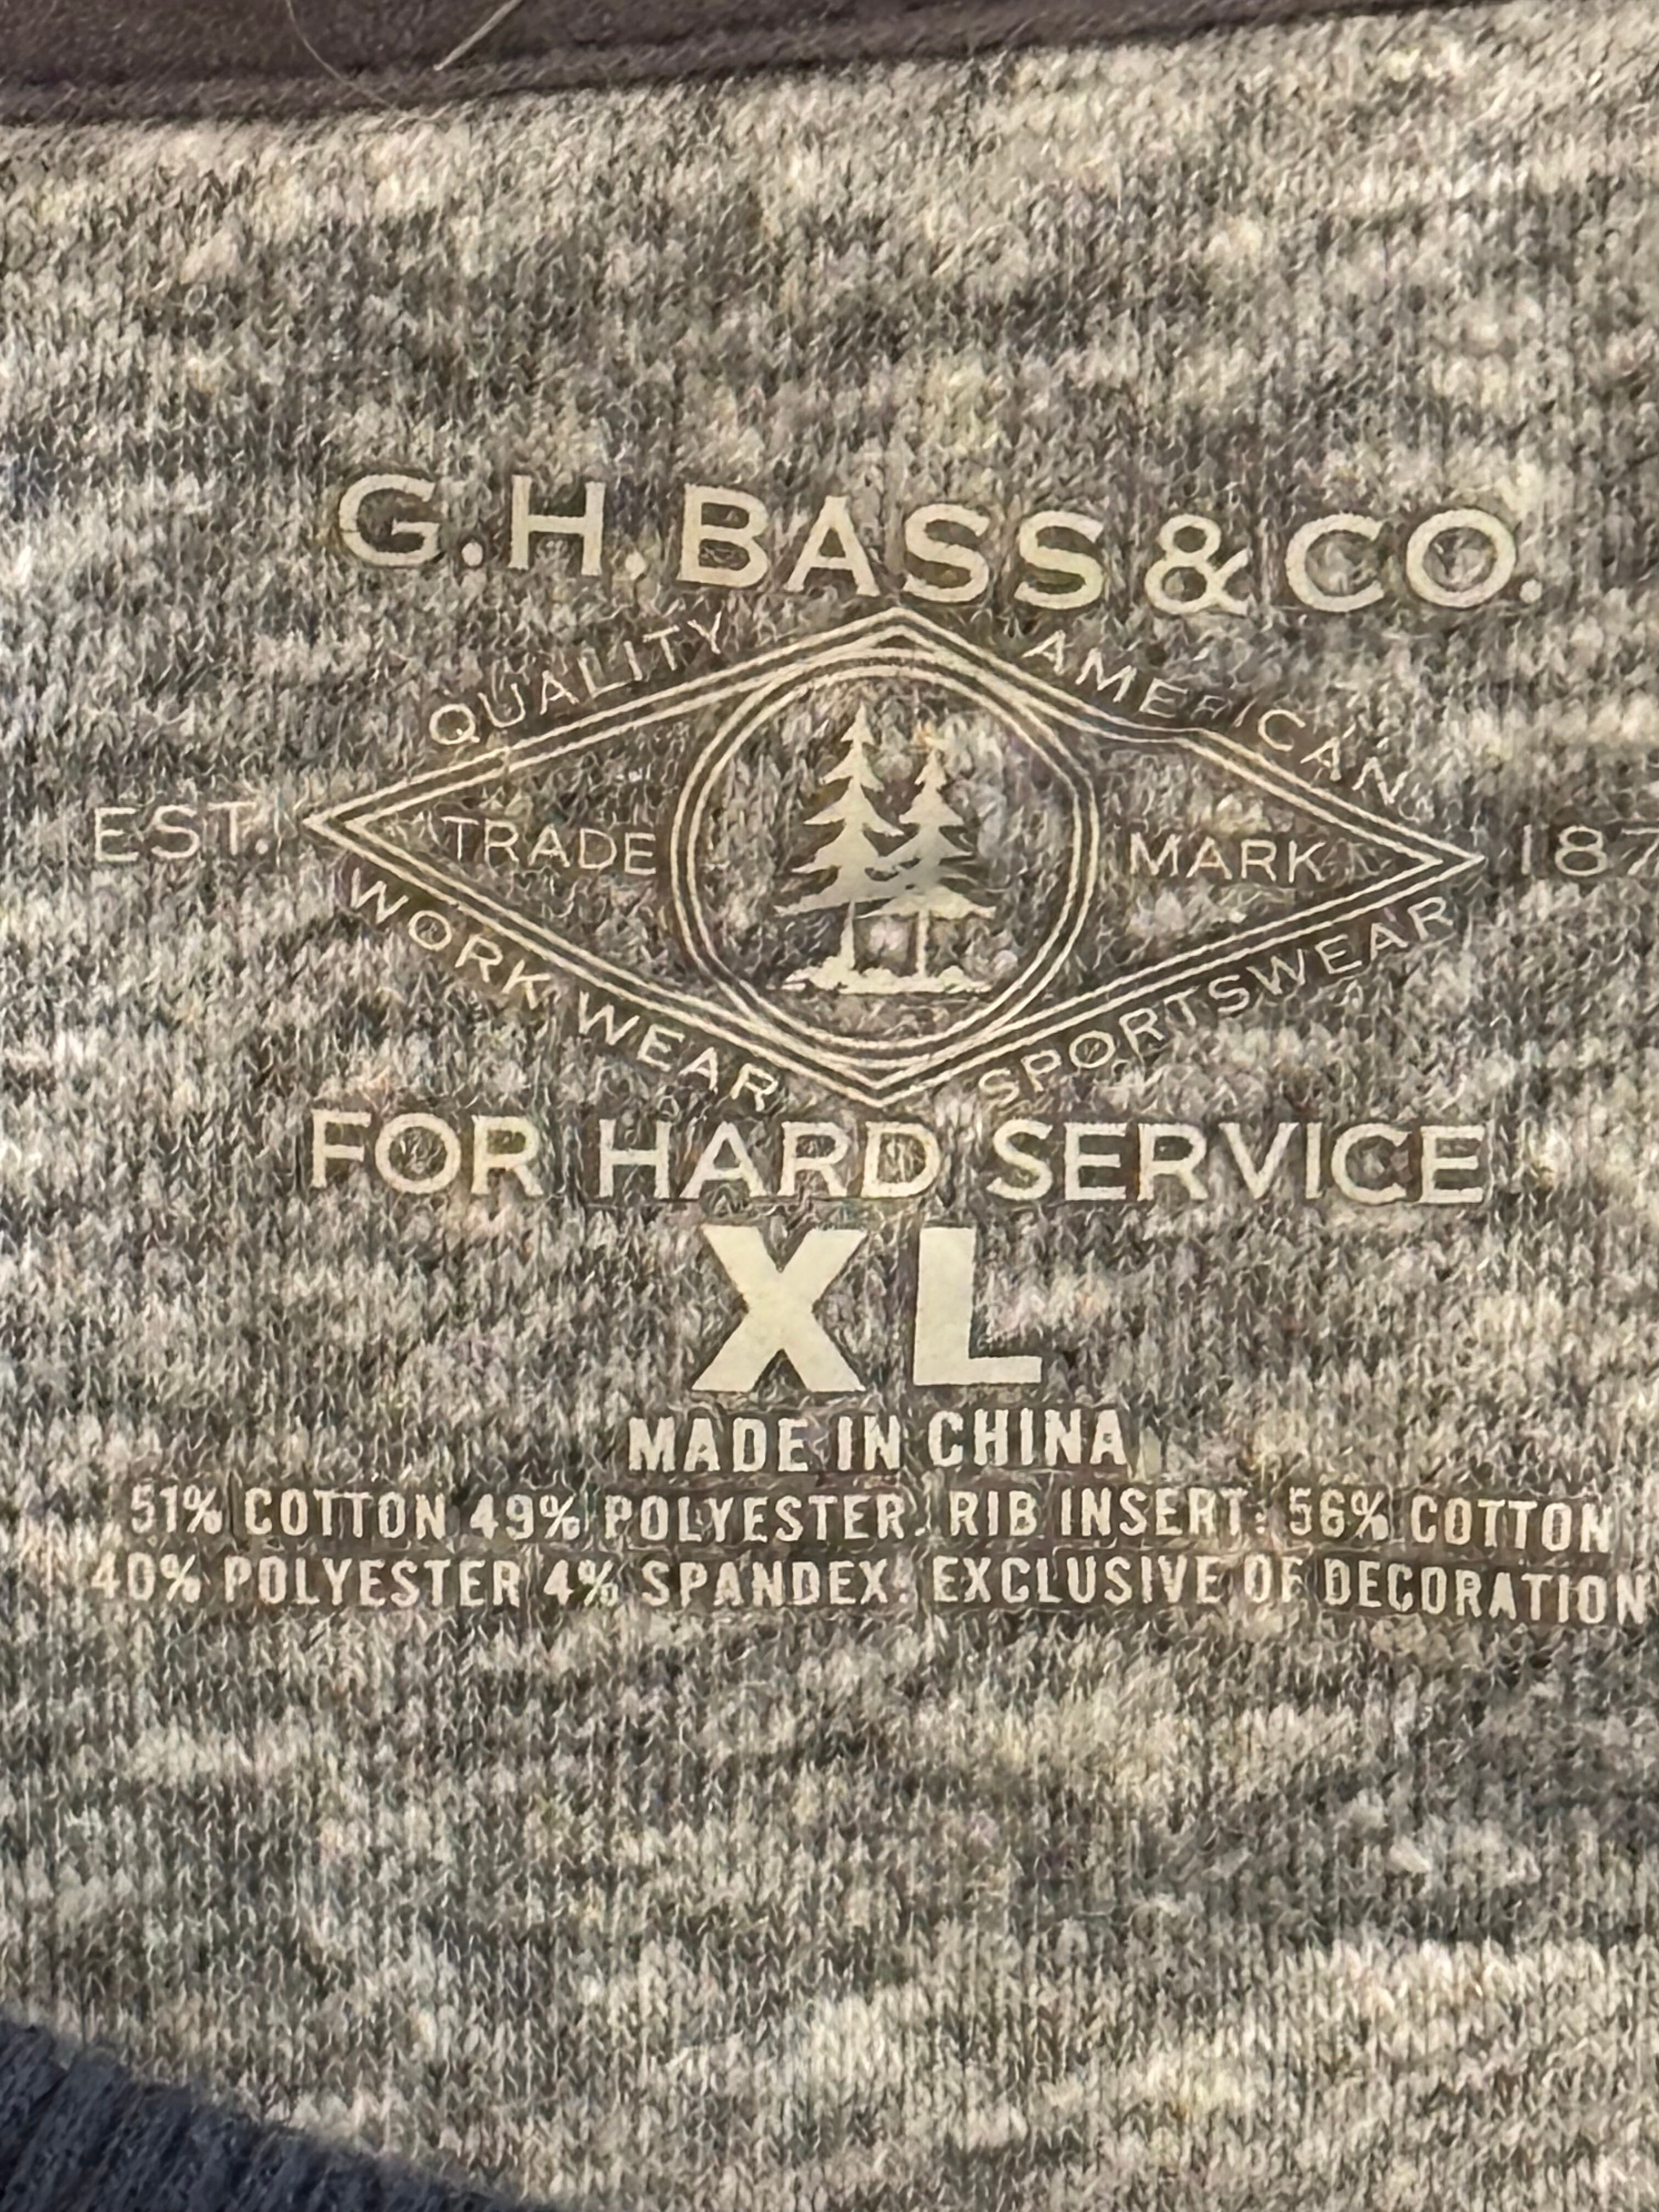 G.H. BASS & CO.
QUALITY AMERICAN
EST. TRADE MARK 187
WORK WEAR SPORTSWEAR
FOR HARD SERVICE
XL
MADE IN CHINA
51% COTTON 49% POLYESTER. RIB INSERT: 56% COTTON
40% POLYESTER 4% SPANDEX. EXCLUSIVE OF DECORATION